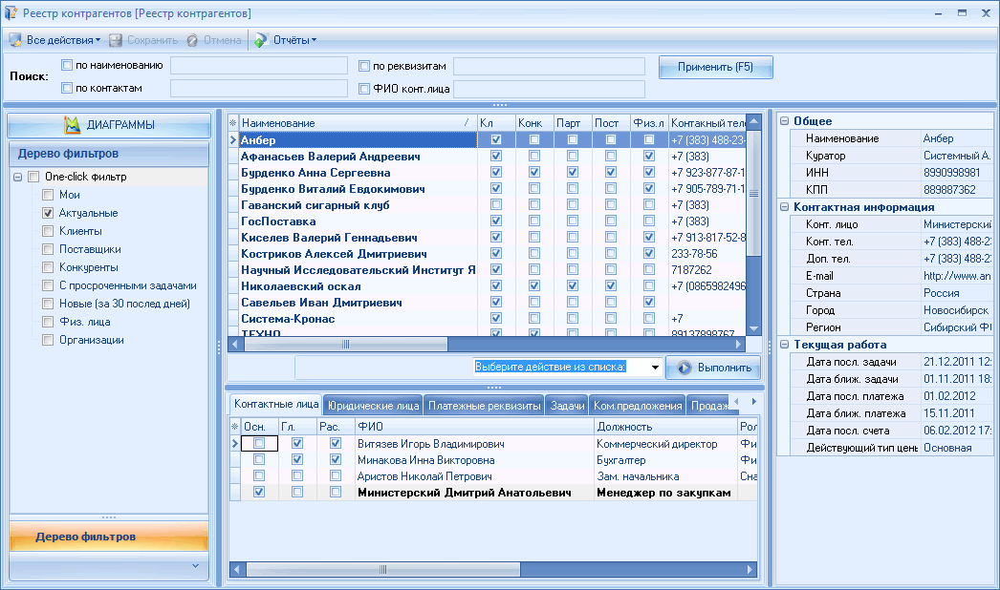 Реестр контрагентов [Реестр контрагентов]
Все действия Сохранить Отмена Отчёты
Поиск:
по наименованию
по реквизитам
Применить (F5)
по контактам
ФИО конт.лица
ДИАГРАММЫ
Дерево фильтров
One-click фильтр
Мои
Актуальные
Клиенты
Поставщики
Конкуренты
С просроченными задачами
Новые (за 30 послед дней)
Физ. лица
Организации
Дерево фильтров
Наименование / Кл Конк Парт Пост Физ.л Контакный теле
Анбер +7 (383) 488-23-
Афанасьев Валерий Андреевич +7 (383)
Бурденко Анна Сергеевна +7 923-877-87-1
Бурденко Виталий Евдокимович +7 905-789-71-1
Гаванский сигарный клуб +7 (383)
ГосПоставка +7 (383)
Киселев Валерий Геннадьевич +7 913-817-52-8
Костриков Алексей Дмитриевич 233-78-56
Научный Исследовательский Институт Я 7187262
Николаевский оскал +7 (0865982496
Савельев Иван Дмитриевич
Система-Кронас +7
ТЕХНО 89137898767
Выберите действие из списка:
Выполнить
Контактные лица Юридические лица Платежные реквизиты Задачи Ком.предложения Продаж
Осн. Гл. Рас. ФИО Должность Рол
Витязев Игорь Владимирович Коммерческий директор Фи
Минакова Инна Викторовна Бухгалтер Фи
Аристов Николай Петрович Зам. начальника Сна
Министерский Дмитрий Анатольевич Менеджер по закупкам
Общее
Наименование Анбер
Куратор Системный А.
ИНН 8990998981
КПП 889887362
Контактная информация
Конт. лицо Министерский
Конт. тел. +7 (383) 488-2
Доп. тел. +7 (383) 488-2
E-mail http://www.an
Страна Россия
Город Новосибирск
Регион Сибирский Ф
Текущая работа
Дата посл. задачи 21.12.2011 12:
Дата ближ. задачи 01.11.2011 18:
Дата посл. платежа 01.02.2012
Дата ближ. платежа 15.11.2011
Дата посл. счета 06.02.2012 17:
Действующий тип цень Основная